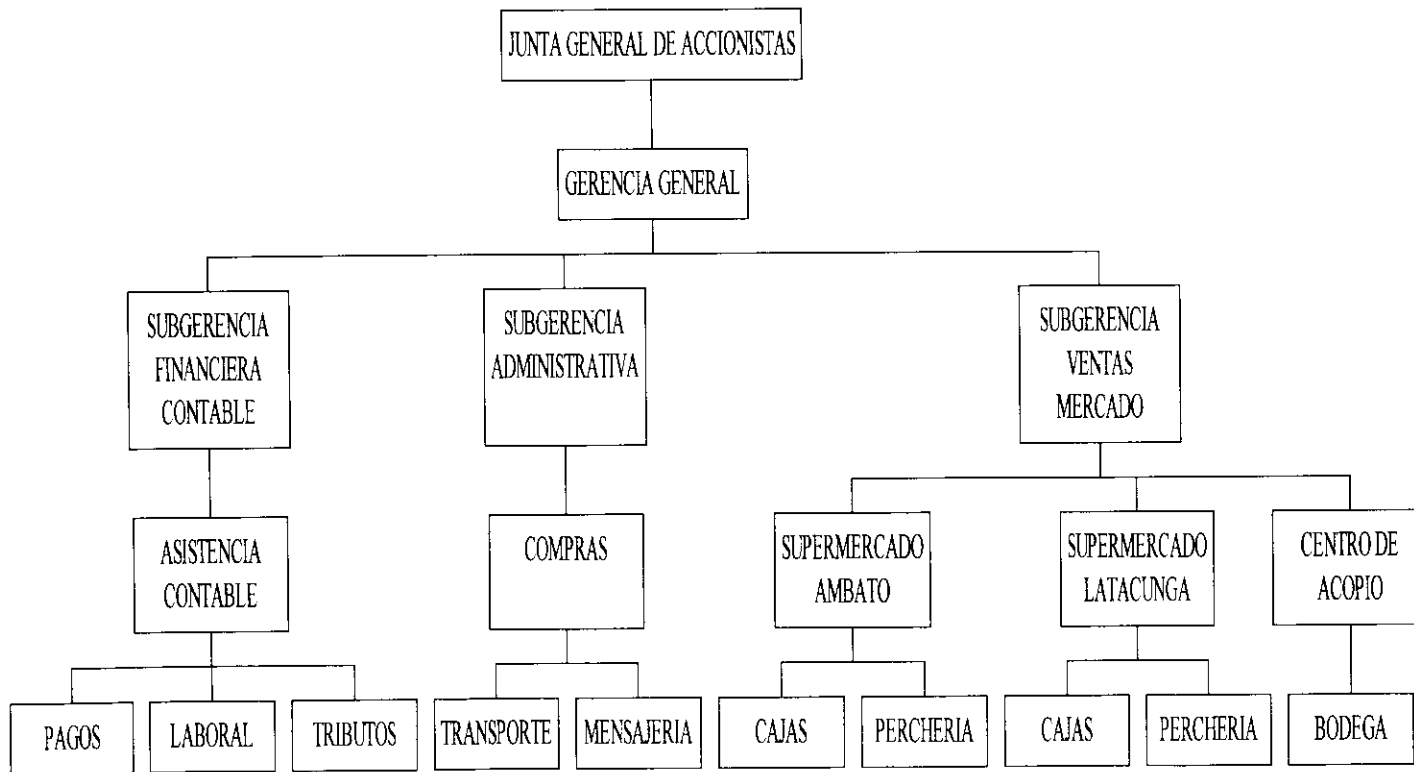 JUNTA GENERAL DE ACCIONISTAS
GERENCIA GENERAL
SUBGERENCIA
FINANCIERA
CONTABLE
SUBGERENCIA
ADMINISTRATIVA
SUBGERENCIA
VENTAS
MERCADO
ASISTENCIA
CONTABLE
COMPRAS
SUPERMERCADO
AMBATO
SUPERMERCADO
LATACUNGA
CENTRO DE
ACOPIO
PAGOS
LABORAL
TRIBUTOS
TRANSPORTE
MENSAJERIA
CAJAS
PERCHERIA
CAJAS
PERCHERIA
BODEGA